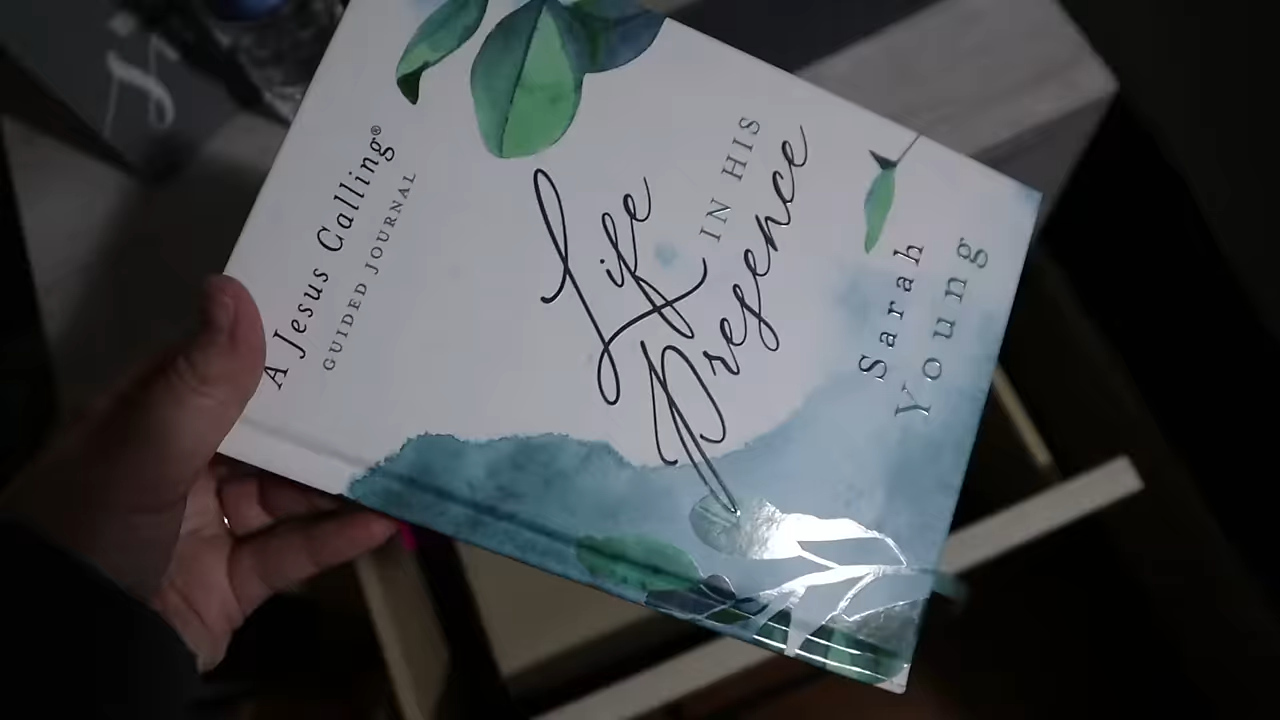 A Jesus Calling®
GUIDED JOURNAL
Life
IN HIS
Presence
Sarah
Young